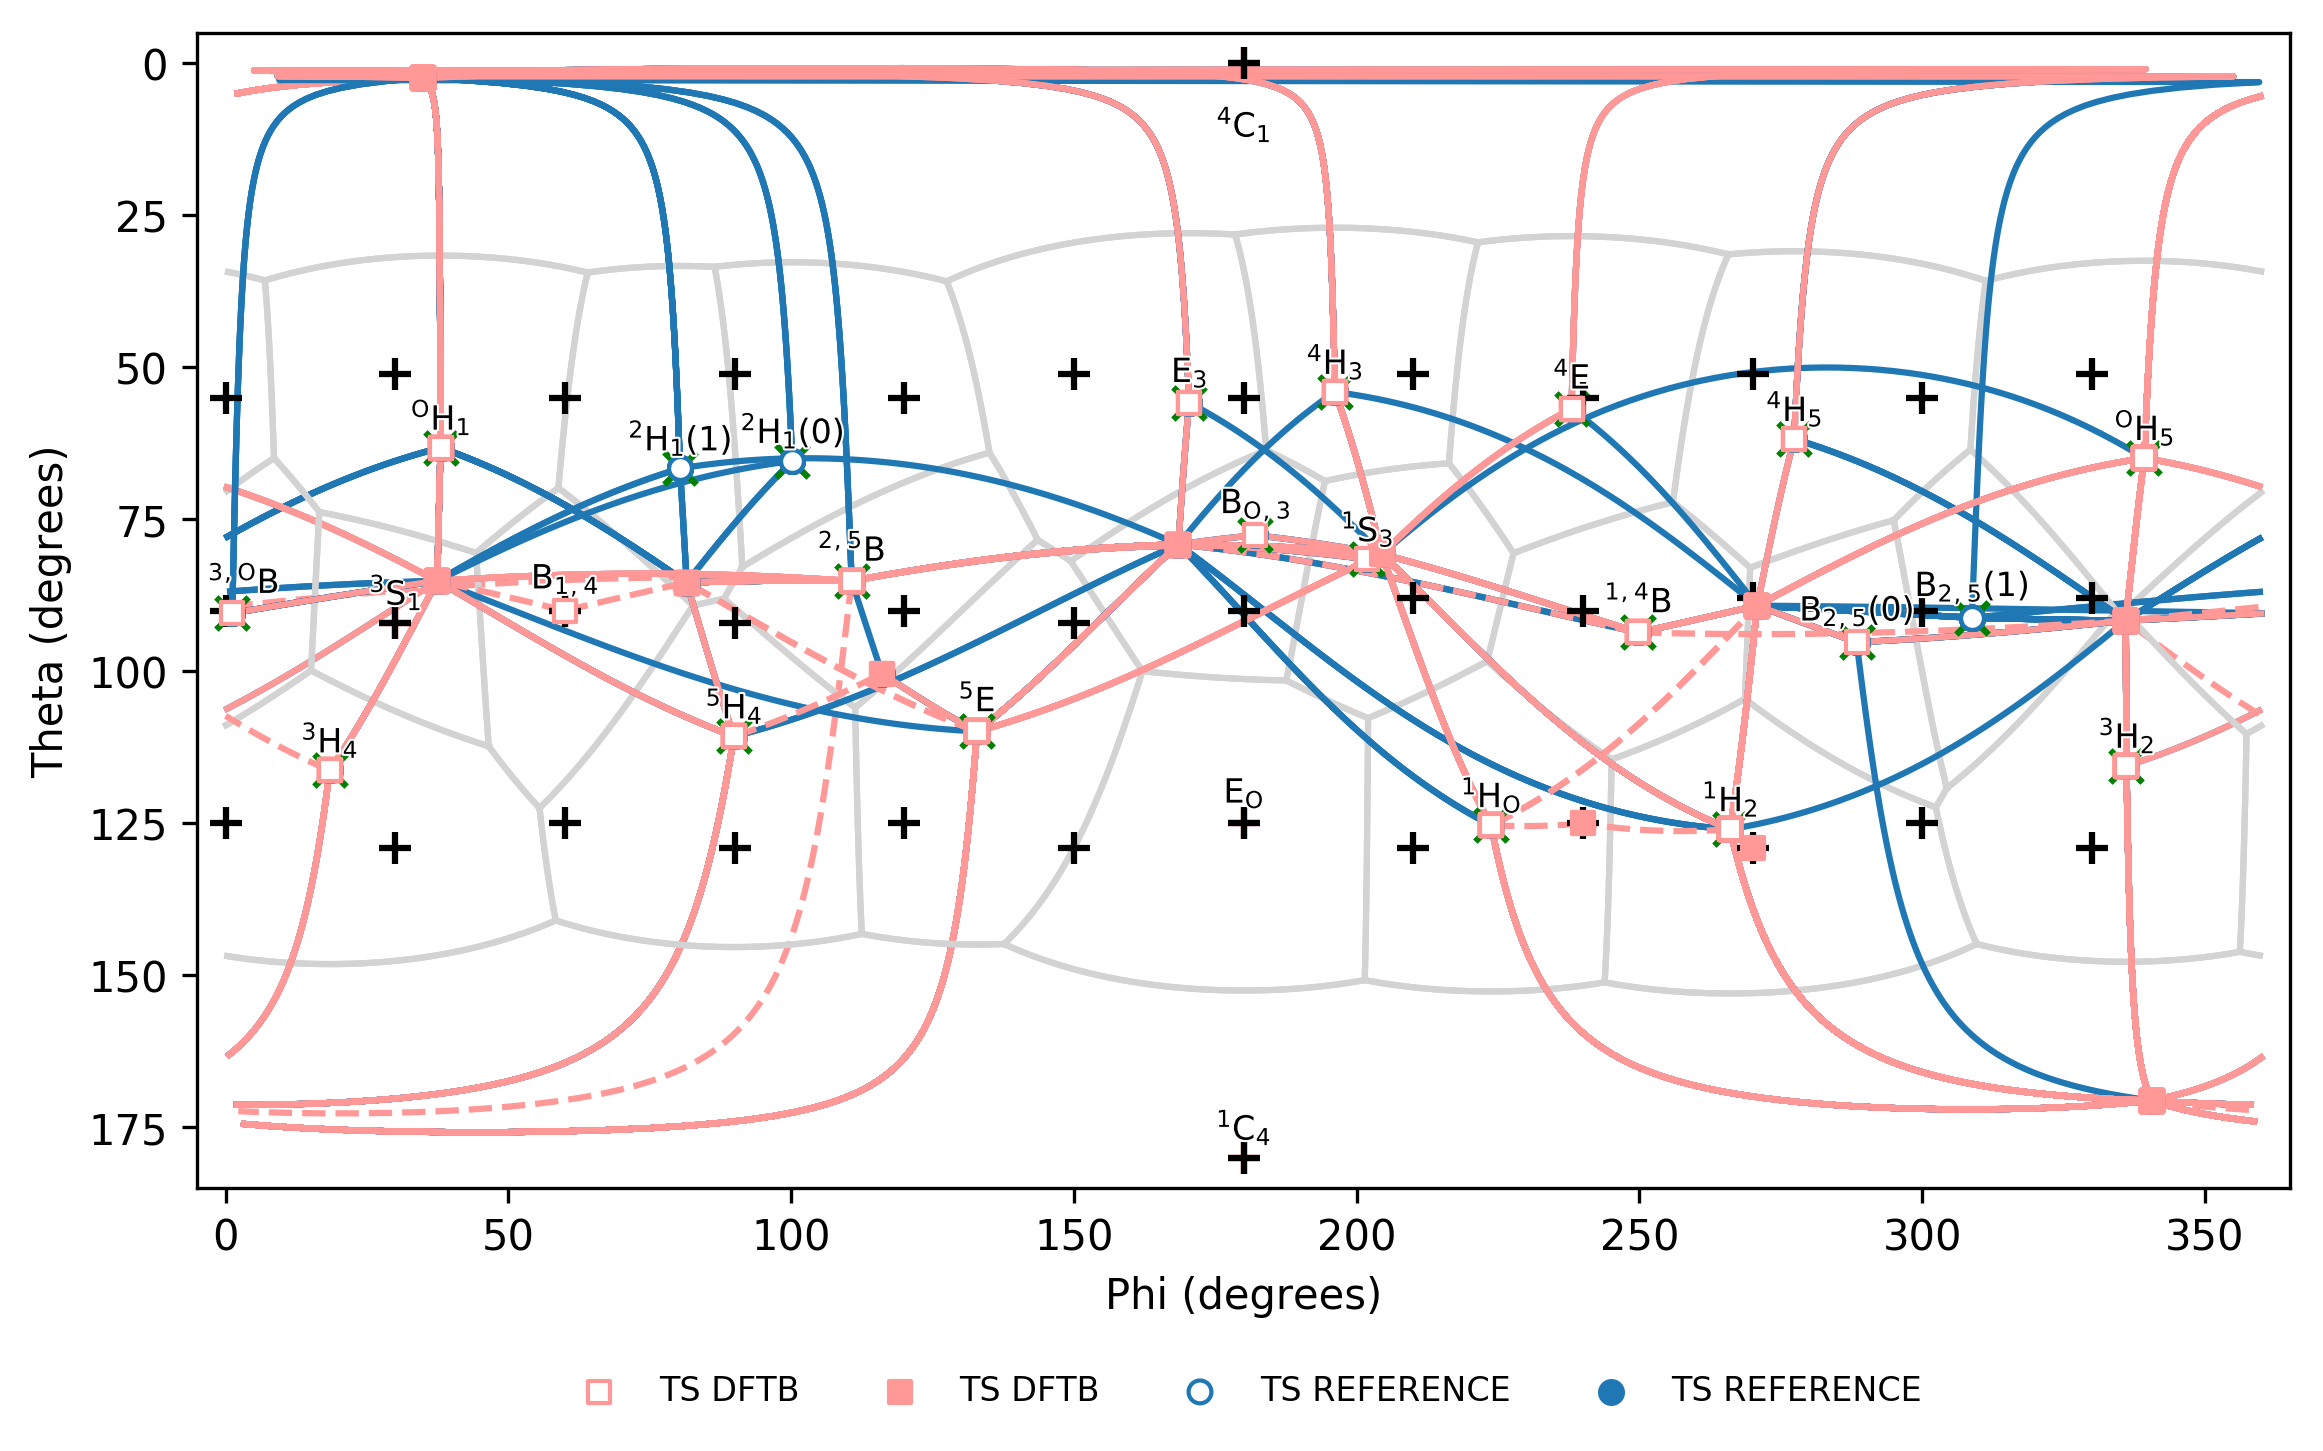 0
25
50
75
100
125
150
175
Theta (degrees)
⁴C₁
E₃
⁴H₃
⁴E
⁴H₅
ᴼH₅
ᴼH₁
²H₁(1)
²H₁(0)
B_O,3
¹S₃
²,⁵B
³,ᴼB
³S₁
B₁,₄
¹,⁴B
B₂,₅(0)
B₂,₅(1)
⁵H₄
⁵E
³H₄
³H₂
E_O
¹H_O
¹H₂
¹C₄
0
50
100
150
200
250
300
350
Phi (degrees)
TS DFTB
TS DFTB
TS REFERENCE
TS REFERENCE